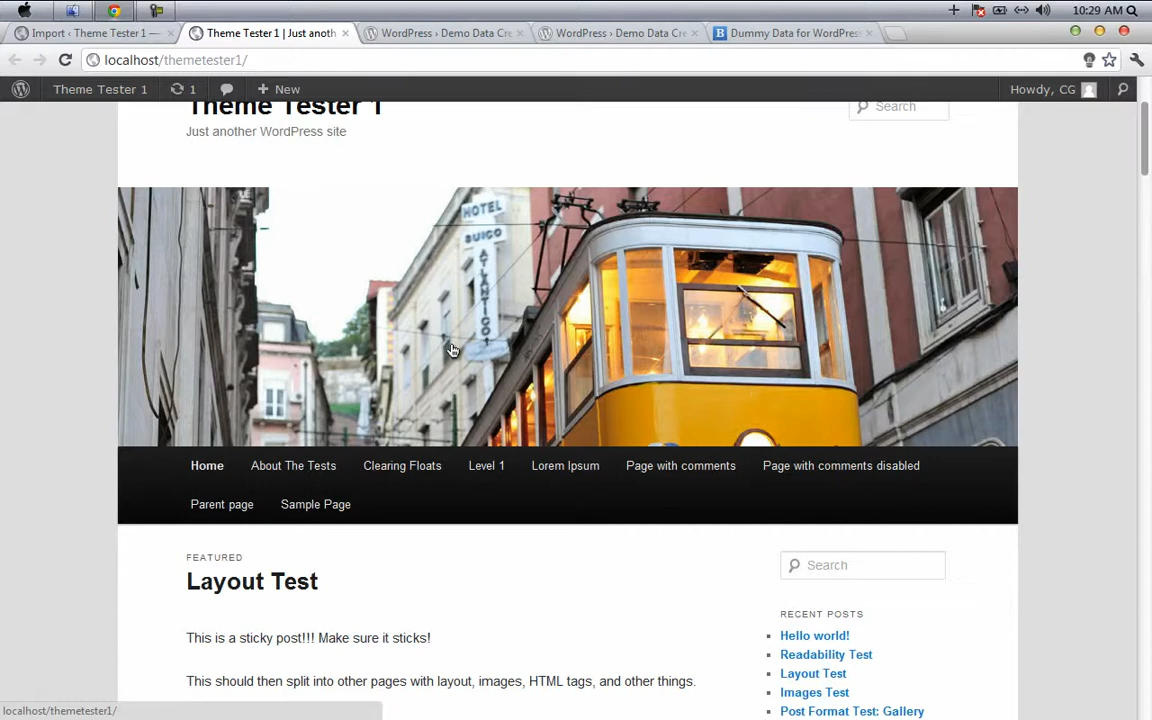 10:29 AM
Import ‹ Theme Tester 1 —
Theme Tester 1 | Just anoth
WordPress › Demo Data Cre
WordPress › Demo Data Cre
Dummy Data for WordPress
localhost/themetester1/
Theme Tester 1
1
New
Howdy, CG
Theme Tester 1
Search
Just another WordPress site
HOTEL
SUICO
ATLANTICO
Home
About The Tests
Clearing Floats
Level 1
Lorem Ipsum
Page with comments
Page with comments disabled
Parent page
Sample Page
FEATURED
Layout Test
This is a sticky post!!! Make sure it sticks!
This should then split into other pages with layout, images, HTML tags, and other things.
Search
RECENT POSTS
Hello world!
Readability Test
Layout Test
Images Test
Post Format Test: Gallery
localhost/themetester1/